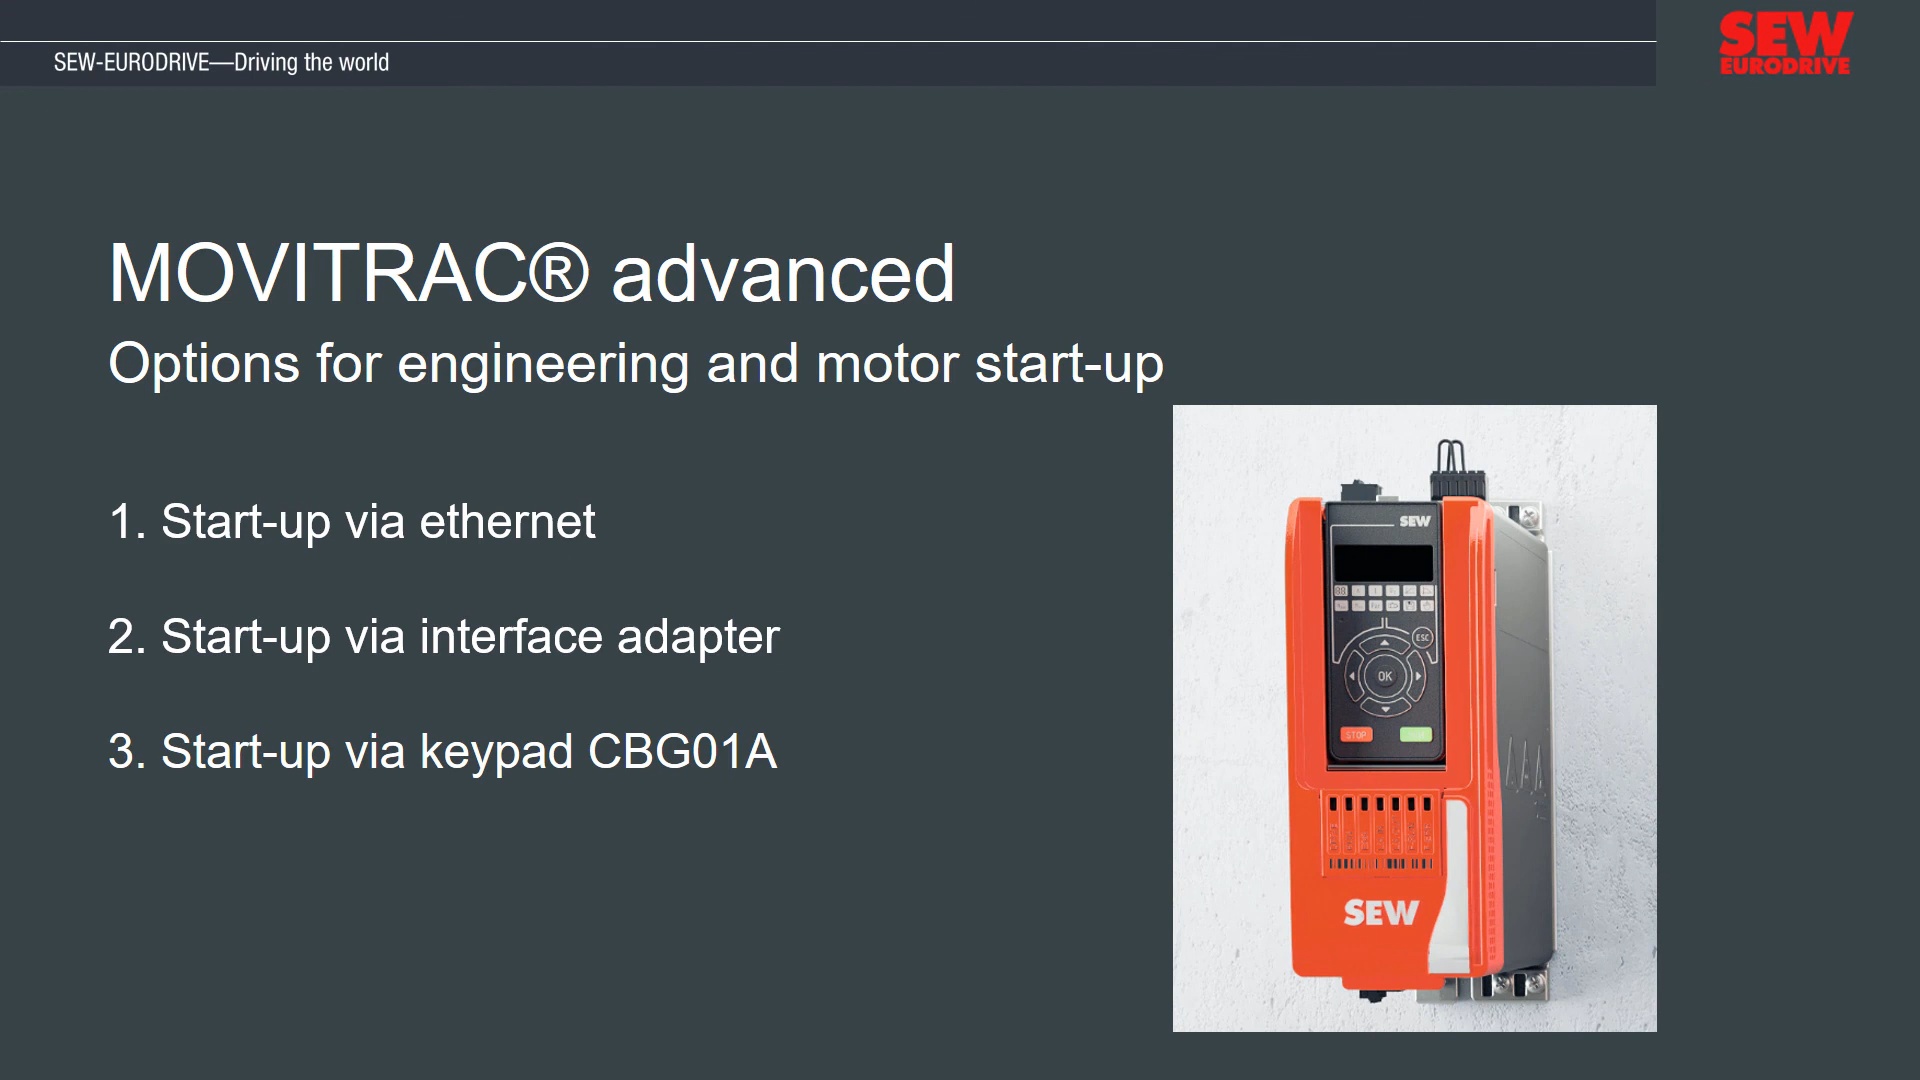 SEW-EURODRIVE—Driving the world
SEW
EURODRIVE
MOVITRAC® advanced
Options for engineering and motor start-up
1. Start-up via ethernet
2. Start-up via interface adapter
3. Start-up via keypad CBG01A
SEW
ESC
OK
STOP
SEW